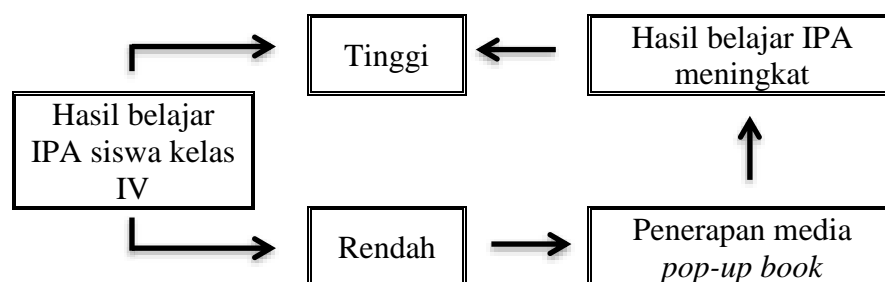 Hasil belajar
IPA siswa kelas
IV
Tinggi
Hasil belajar IPA
meningkat
Rendah
Penerapan media
pop-up book